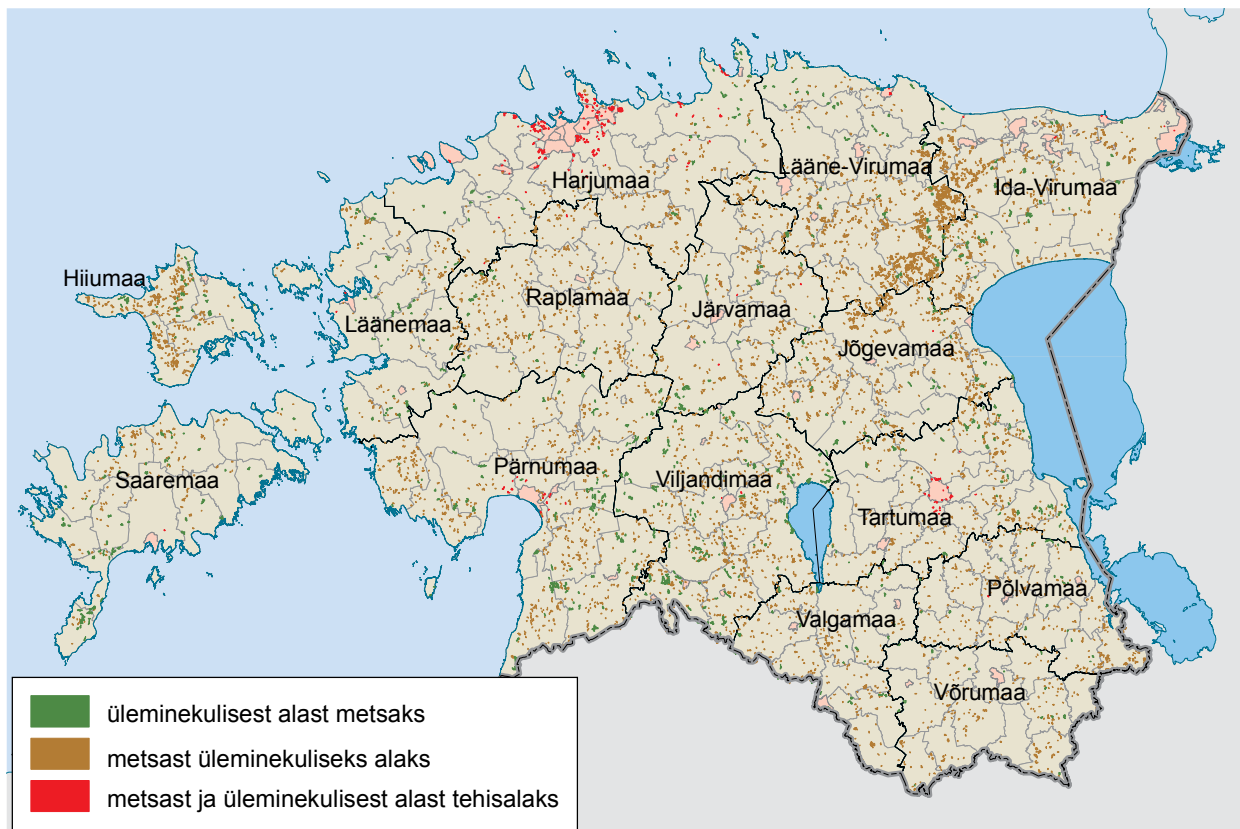 Harjumaa
Lääne-Virumaa
Ida-Virumaa
Hiiumaa
Läänemaa
Raplamaa
Järvamaa
Jõgevamaa
Saaremaa
Pärnumaa
Viljandimaa
Tartumaa
Põlvamaa
Valgamaa
Võrumaa
üleminekulisest alast metsaks
metsast üleminekuliseks alaks
metsast ja üleminekulisest alast tehisalaks